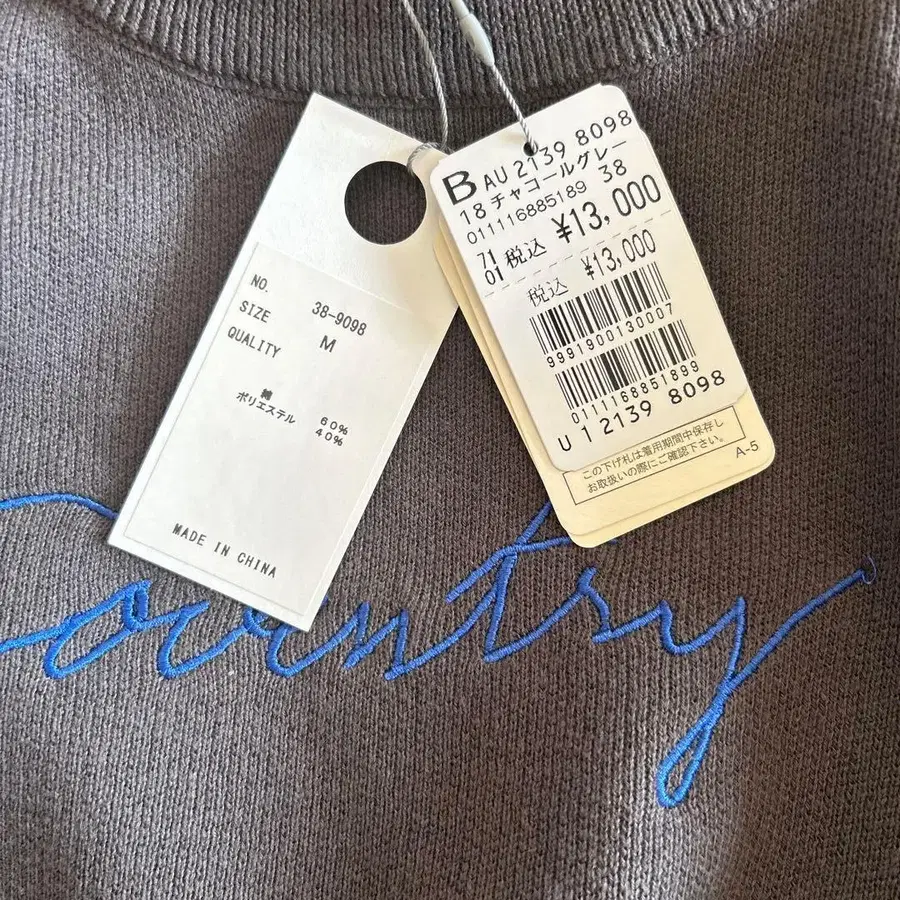 NO. 38-9098
SIZE M
QUALITY
綿 60%
ポリエステル 40%
MADE IN CHINA
B AU 2139 8098
18 チャコールグレー
011116885189 38
71
01 税込 ¥13,000
税込 ¥13,000
9991900130007
0111168851899
U 1 2139 8098
この下げ札は着用期間中保存し
お取扱いの際にご確認下さい。
A-5
Country